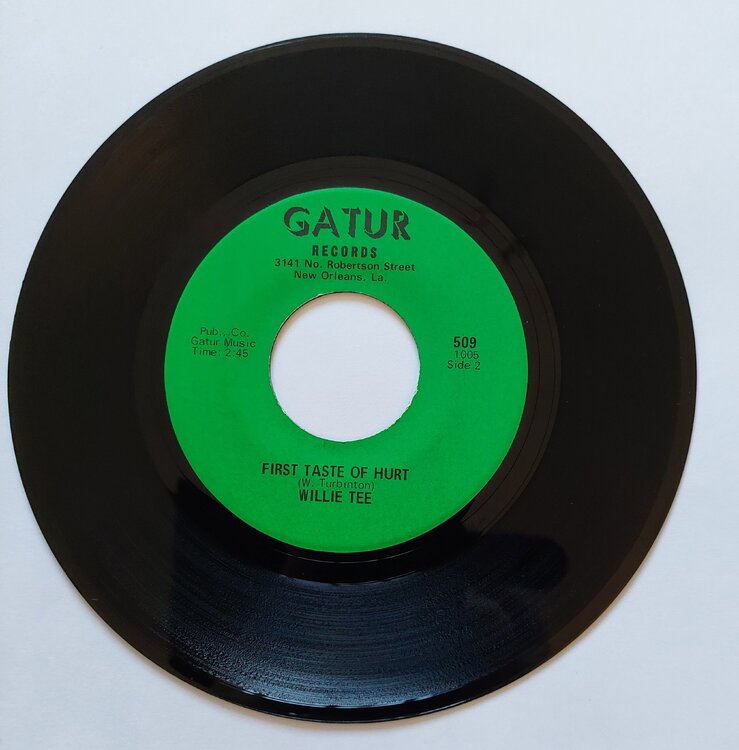 GATUR
RECORDS
3141 No. Robertson Street
New Orleans, La.
Pub., Co.
Gatur Music
Time: 2:45
509
1005
Side 2
FIRST TASTE OF HURT
(W. Turbinton)
WILLIE TEE